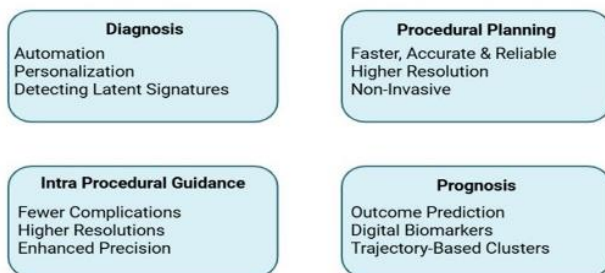 Diagnosis
Automation
Personalization
Detecting Latent Signatures
Procedural Planning
Faster, Accurate & Reliable
Higher Resolution
Non-Invasive
Intra Procedural Guidance
Fewer Complications
Higher Resolutions
Enhanced Precision
Prognosis
Outcome Prediction
Digital Biomarkers
Trajectory-Based Clusters